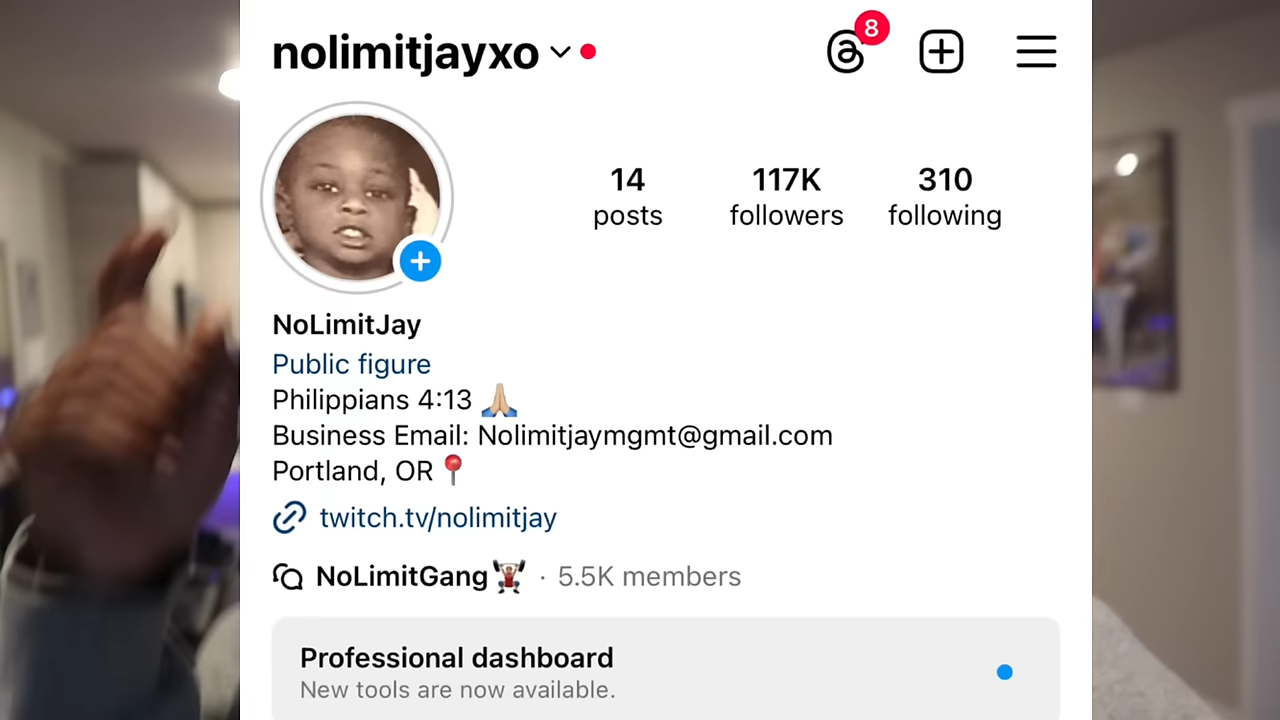 nolimitjayxo
8
14 117K 310
posts followers following
NoLimitJay
Public figure
Philippians 4:13 🙏🏼
Business Email: Nolimitjaymgmt@gmail.com
Portland, OR📍
twitch.tv/nolimitjay
NoLimitGang🏋🏾 · 5.5K members
Professional dashboard
New tools are now available.